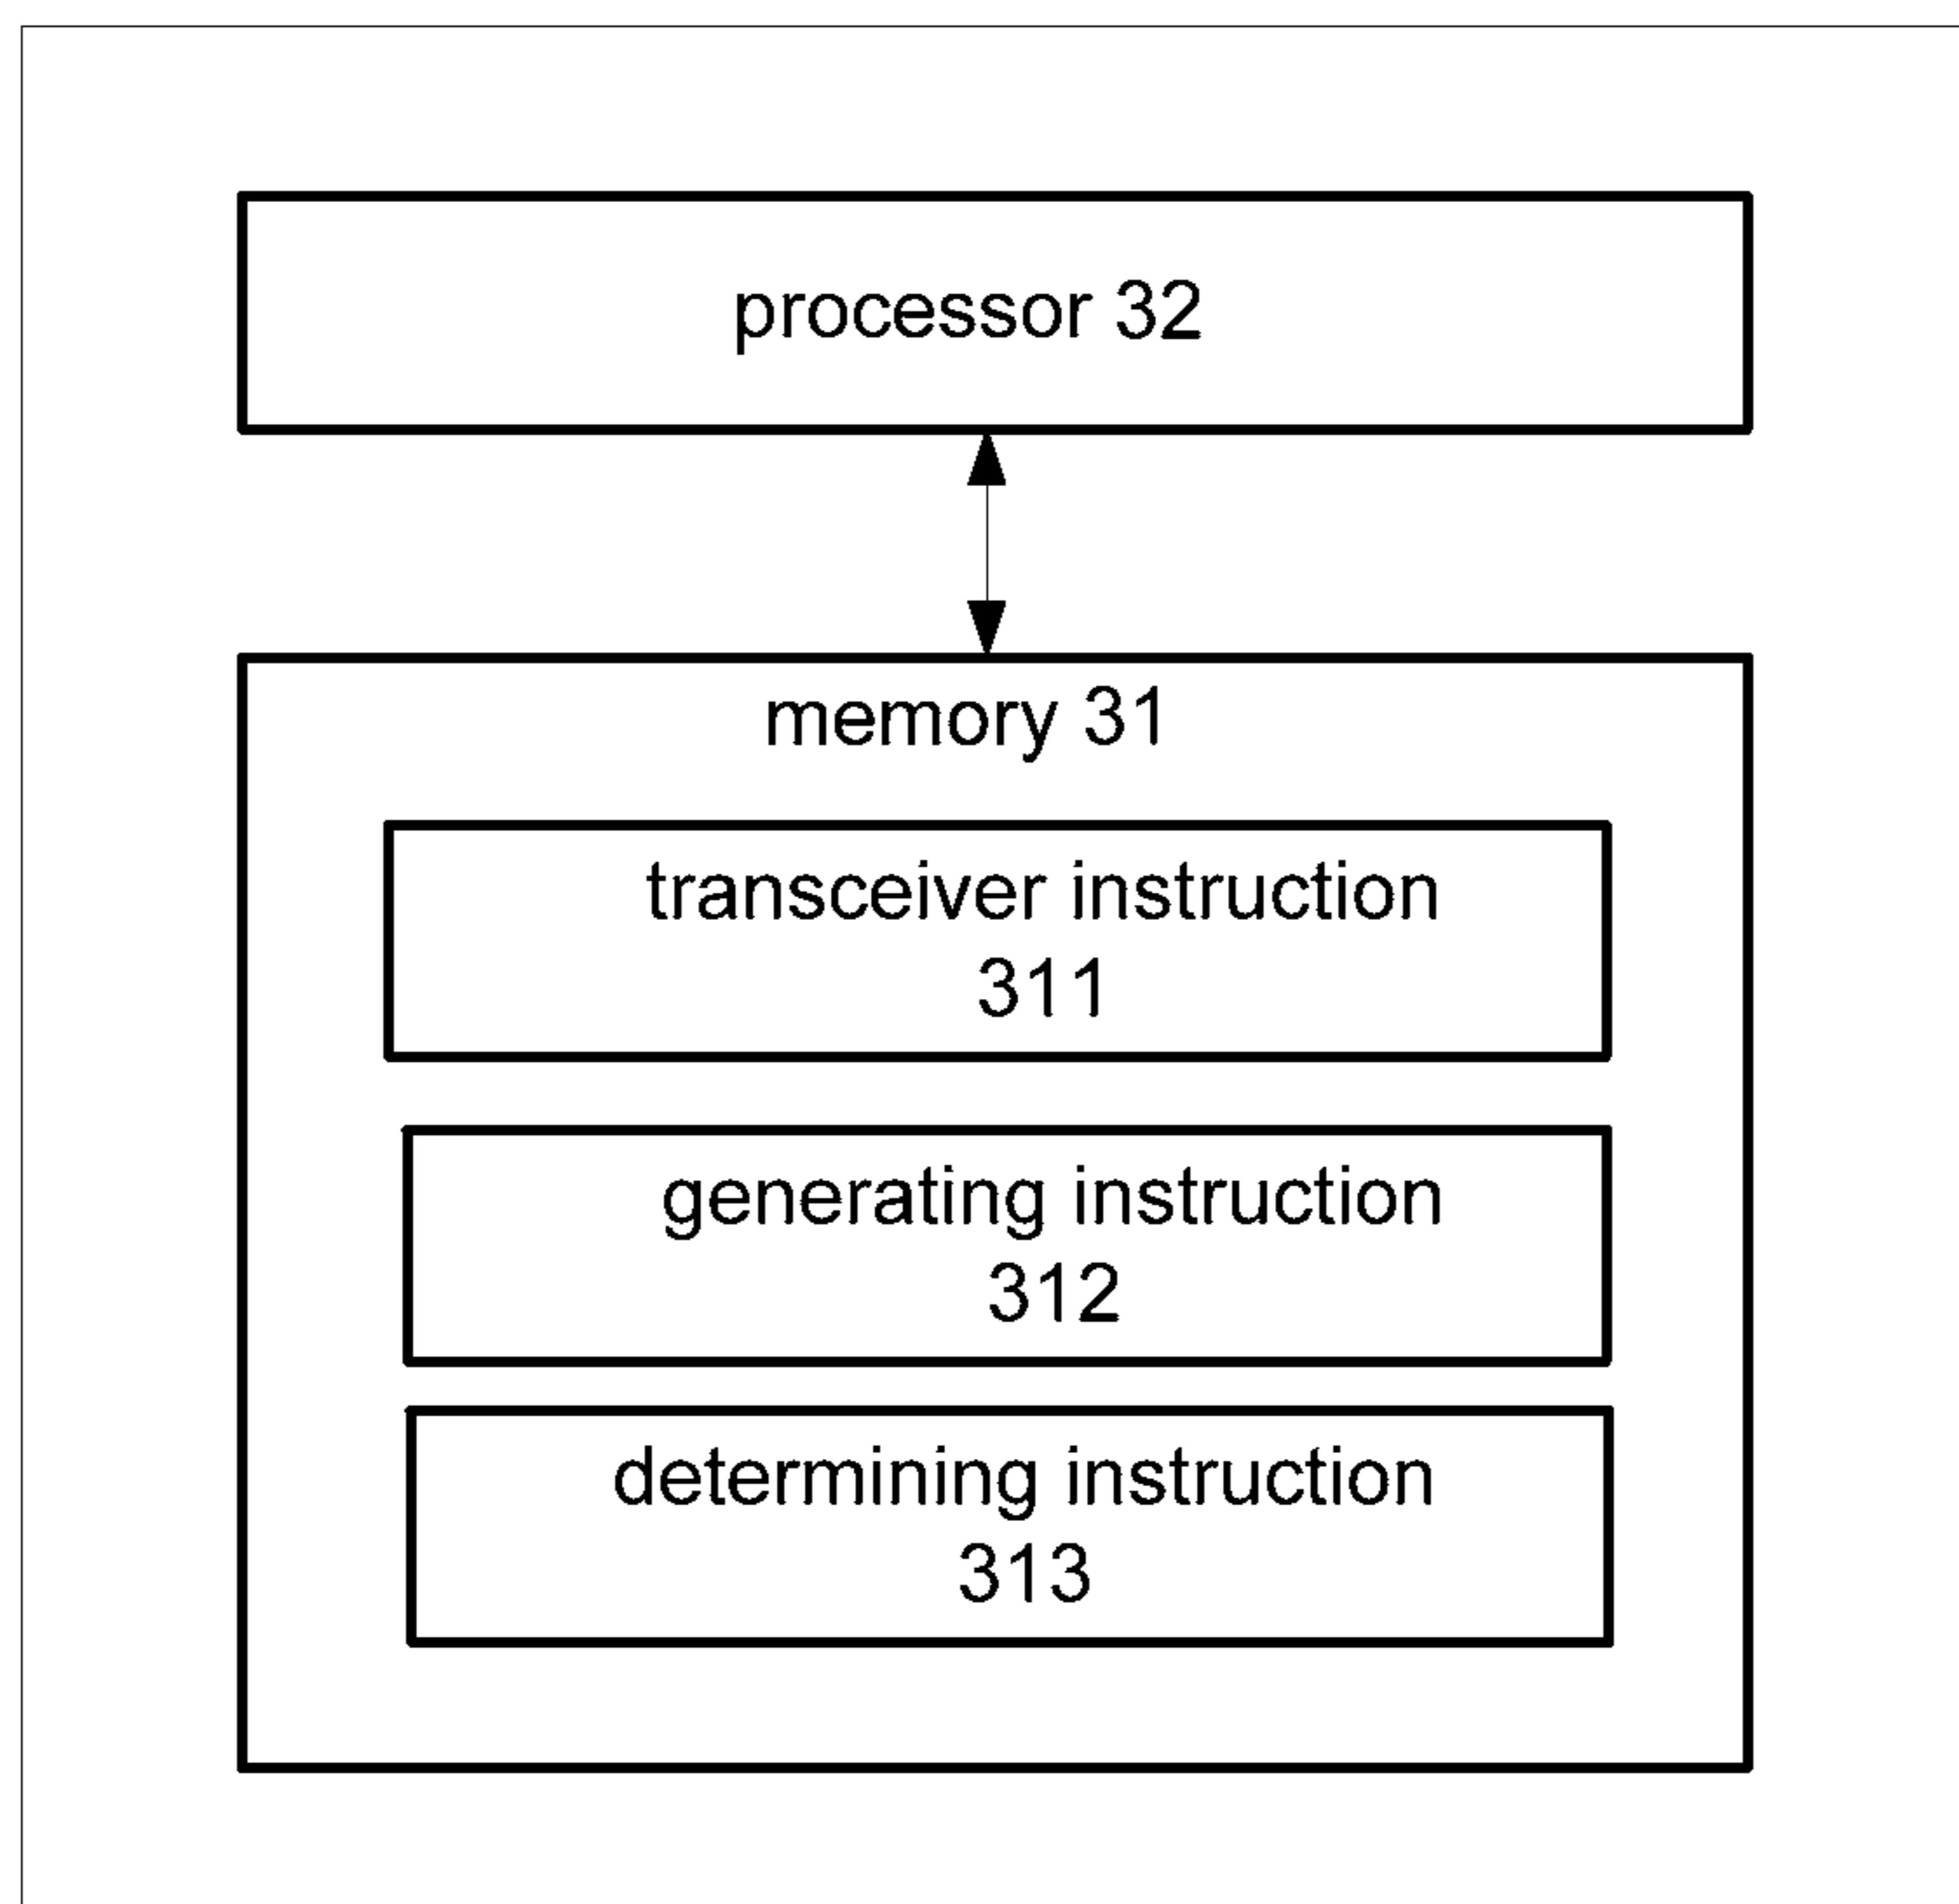 processor 32
memory 31
transceiver instruction
311
generating instruction
312
determining instruction
313